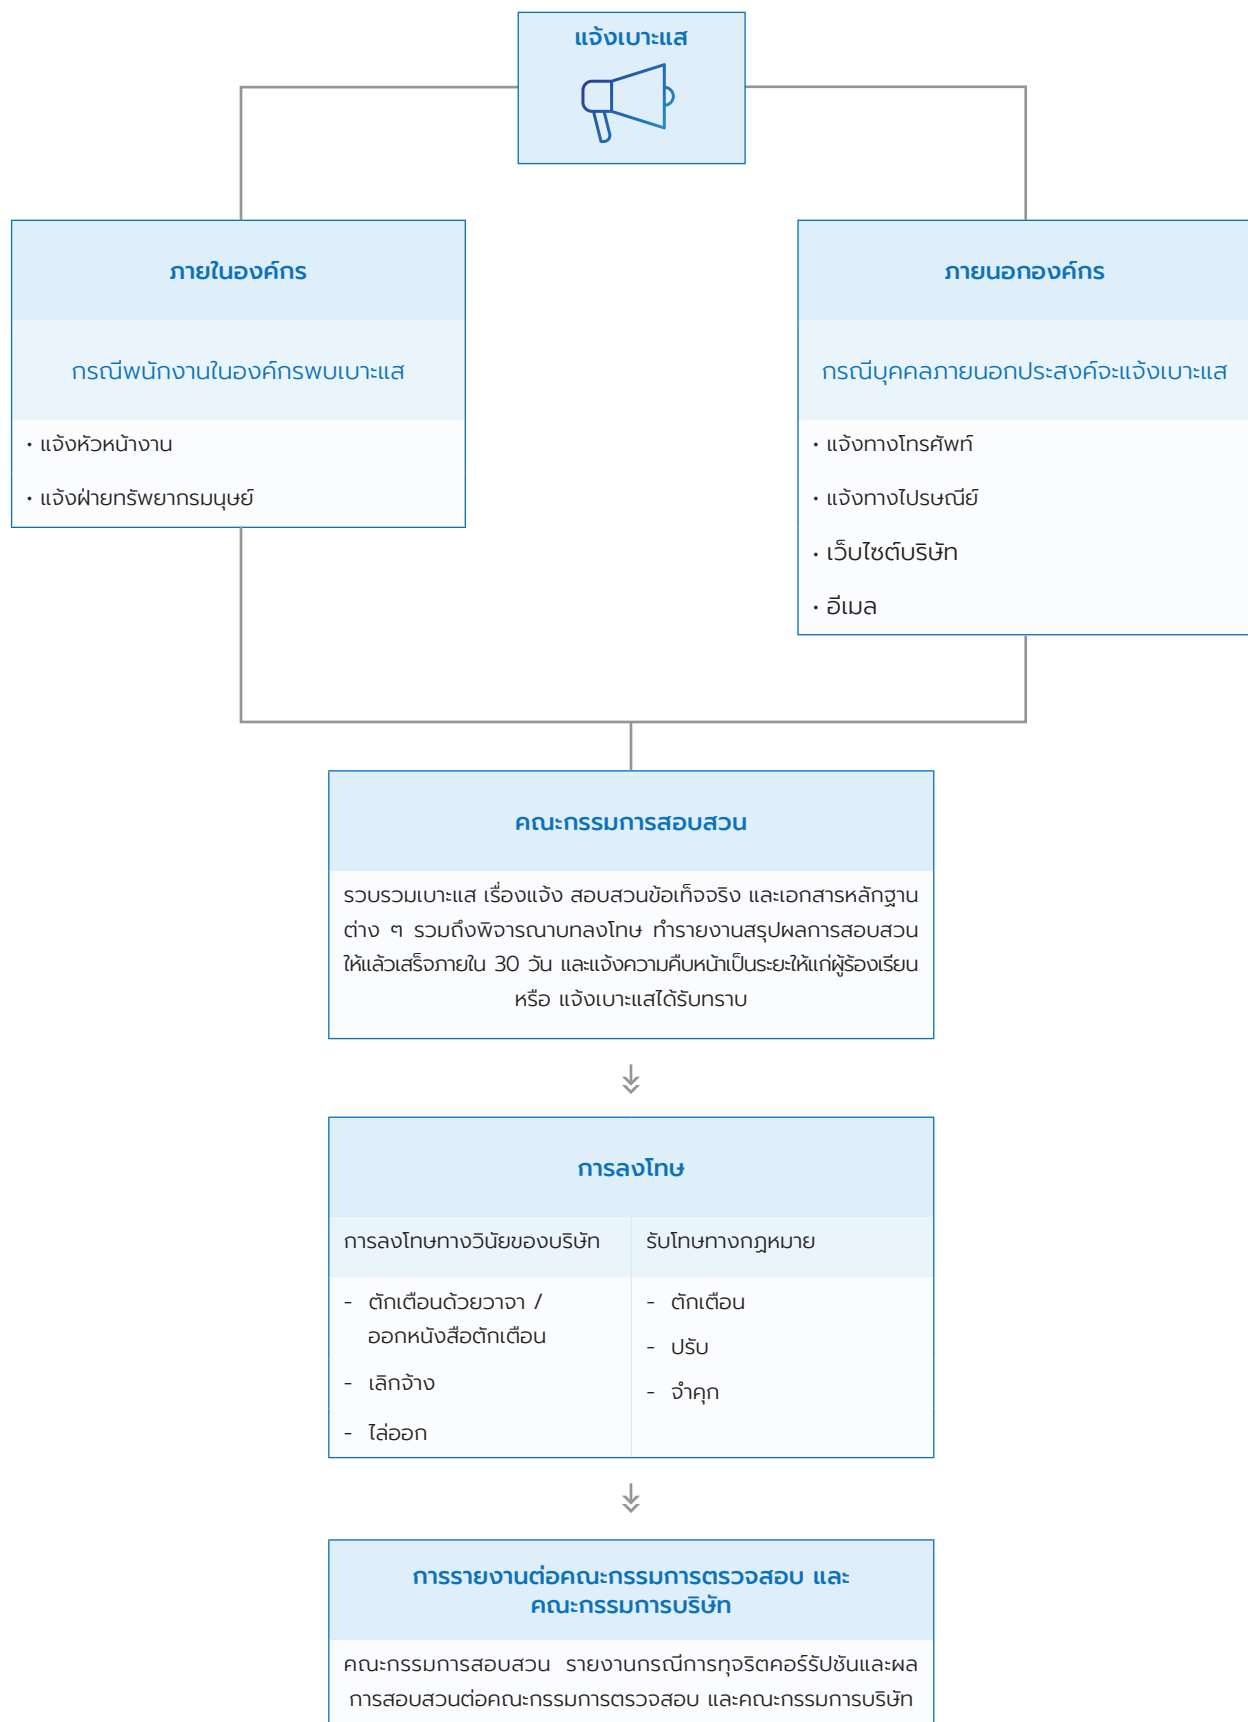 แจ้งเบาะแส
ภายในองค์กร
กรณีพนักงานในองค์กรพบเบาะแส
• แจ้งหัวหน้างาน
• แจ้งฝ่ายทรัพยากรมนุษย์
ภายนอกองค์กร
กรณีบุคคลภายนอกประสงค์จะแจ้งเบาะแส
• แจ้งทางโทรศัพท์
• แจ้งทางไปรษณีย์
• เว็บไซต์บริษัท
• อีเมล
คณะกรรมการสอบสวน
รวบรวมเบาะแส เรื่องแจ้ง สอบสวนข้อเท็จจริง และเอกสารหลักฐาน
ต่าง ๆ รวมถึงพิจารณาบทลงโทษ ทำรายงานสรุปผลการสอบสวน
ให้แล้วเสร็จภายใน 30 วัน และแจ้งความคืบหน้าเป็นระยะให้แก่ผู้ร้องเรียน
หรือ แจ้งเบาะแสได้รับทราบ
การลงโทษ
การลงโทษทางวินัยของบริษัท
- ตักเตือนด้วยวาจา /
ออกหนังสือตักเตือน
- เลิกจ้าง
- ไล่ออก
รับโทษทางกฎหมาย
- ตักเตือน
- ปรับ
- จำคุก
การรายงานต่อคณะกรรมการตรวจสอบ และ
คณะกรรมการบริษัท
คณะกรรมการสอบสวน รายงานกรณีการทุจริตคอร์รัปชันและผล
การสอบสวนต่อคณะกรรมการตรวจสอบ และคณะกรรมการบริษัท